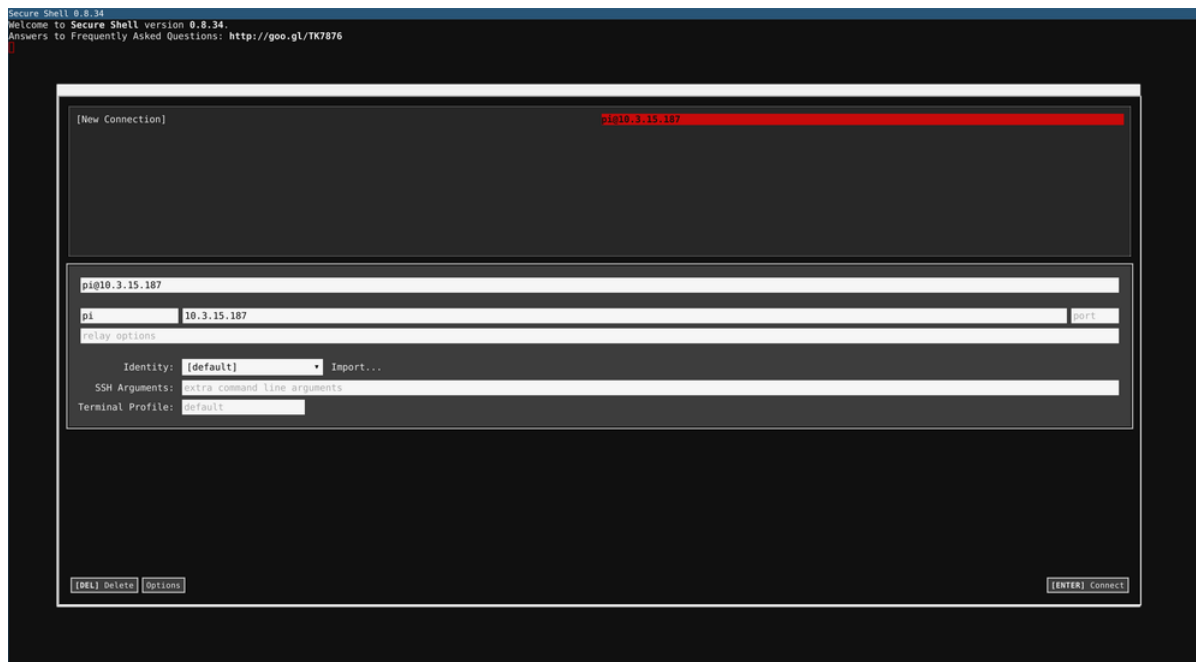 Secure Shell 0.8.34
Welcome to Secure Shell version 0.8.34.
Answers to Frequently Asked Questions: http://goo.gl/TK7876
[New Connection] pi@10.3.15.187
pi@10.3.15.187
pi 10.3.15.187 port
relay options
Identity: [default] Import...
SSH Arguments: extra command line arguments
Terminal Profile: default
[DEL] Delete Options [ENTER] Connect